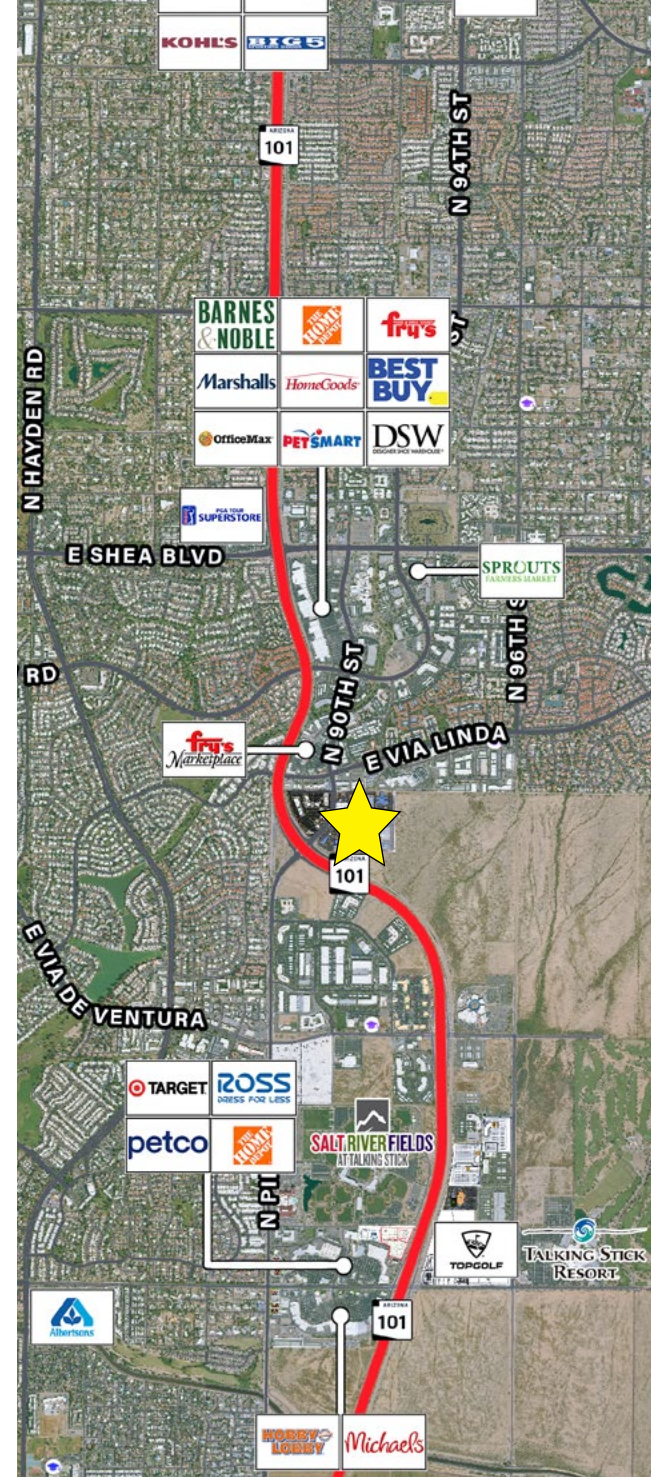 KOHL'S
BIG 5
ARIZONA
101
N 94TH ST
BARNES
& NOBLE
THE
HOME
DEPOT
fry's
Marshalls
HomeGoods
BEST
BUY
OfficeMax
PETSMART
DSW
DESIGNER SHOE WAREHOUSE
N HAYDEN RD
PGA TOUR
SUPERSTORE
E SHEA BLVD
SPROUTS
FARMERS MARKET
RD
N 90TH ST
N 96TH S
fry's
Marketplace
E VIA LINDA
101
E VIA DE VENTURA
TARGET
ROSS
DRESS FOR LESS
petco
THE
HOME
DEPOT
SALT RIVER FIELDS
AT TALKING STICK
N PI
TOPGOLF
TALKING STICK
RESORT
Albertsons
ARIZONA
101
HOBBY
LOBBY
Michaels